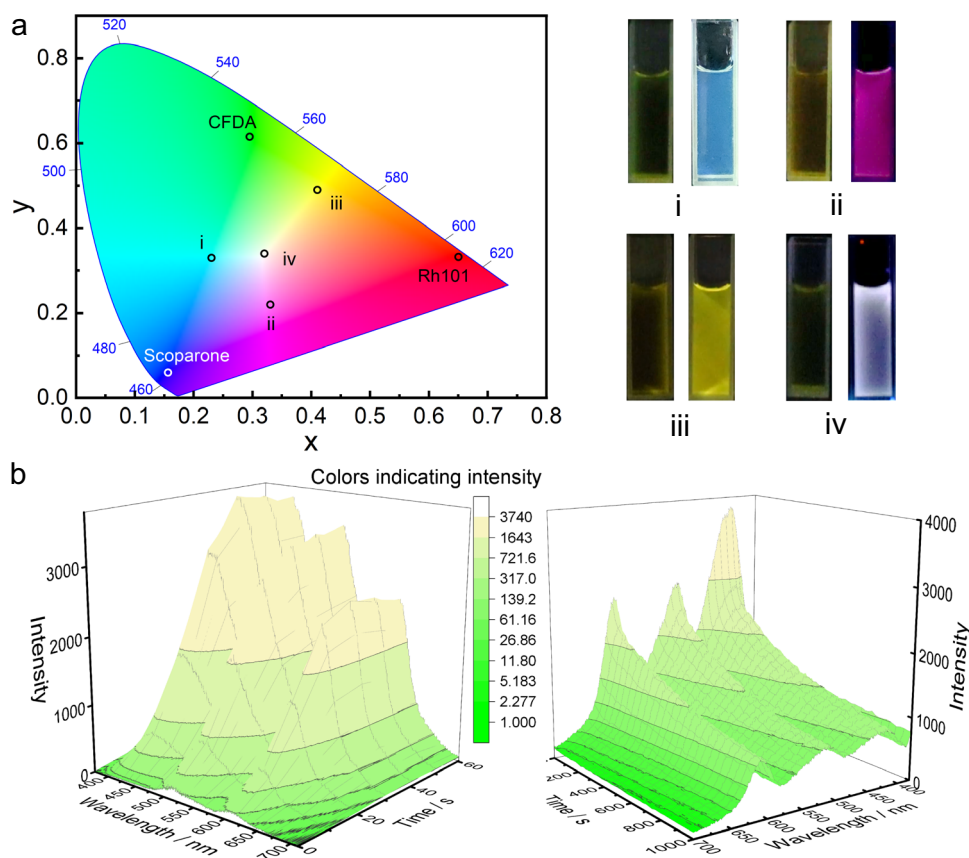 a
520
540
560
580
600
620
500
480
460
CFDA
iii
i
iv
ii
Rh101
Scoparone
y
0.8
0.6
0.4
0.2
0.0
0.0 0.1 0.2 0.3 0.4 0.5 0.6 0.7 0.8
x
i
ii
iii
iv
b
Colors indicating intensity
3740
1643
721.6
317.0
139.2
61.16
26.86
11.80
5.183
2.277
1.000
Intensity
3000
2000
1000
0
400
450
500
550
600
650
700
Wavelength / nm
0
20
40
60
Time / s
4000
3000
2000
1000
0
Intensity
200
400
600
800
1000
Time / s
700
650
600
550
500
450
400
Wavelength / nm